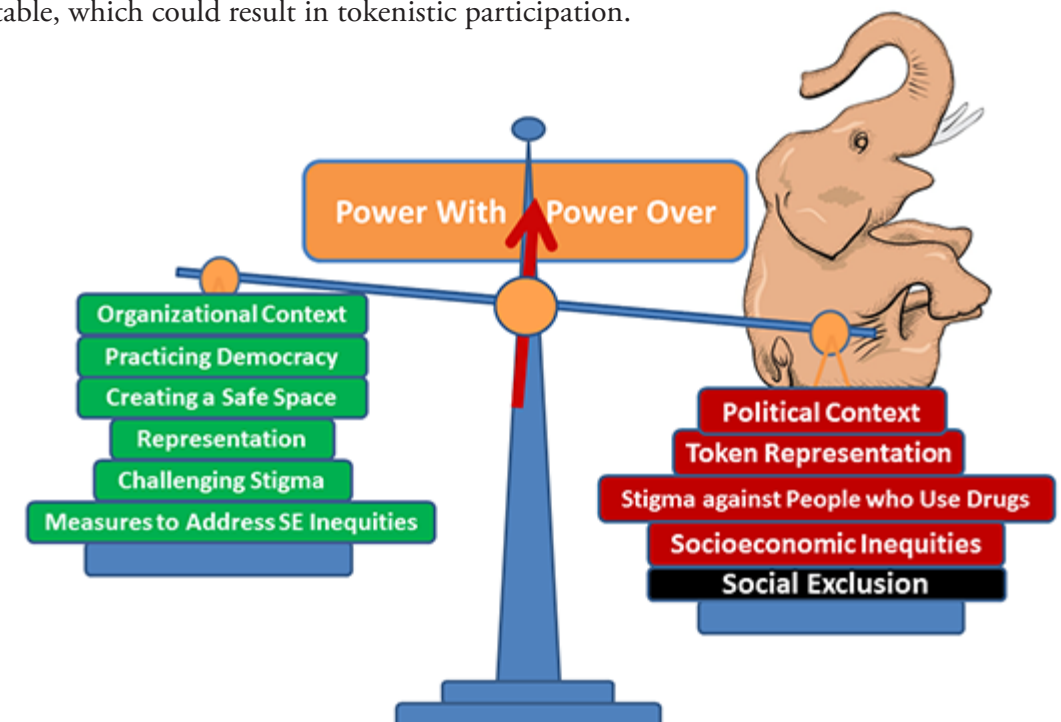 table, which could result in tokenistic participation.
Power With Power Over
Organizational Context
Practicing Democracy
Creating a Safe Space
Representation
Challenging Stigma
Measures to Address SE Inequities
Political Context
Token Representation
Stigma against People who Use Drugs
Socioeconomic Inequities
Social Exclusion